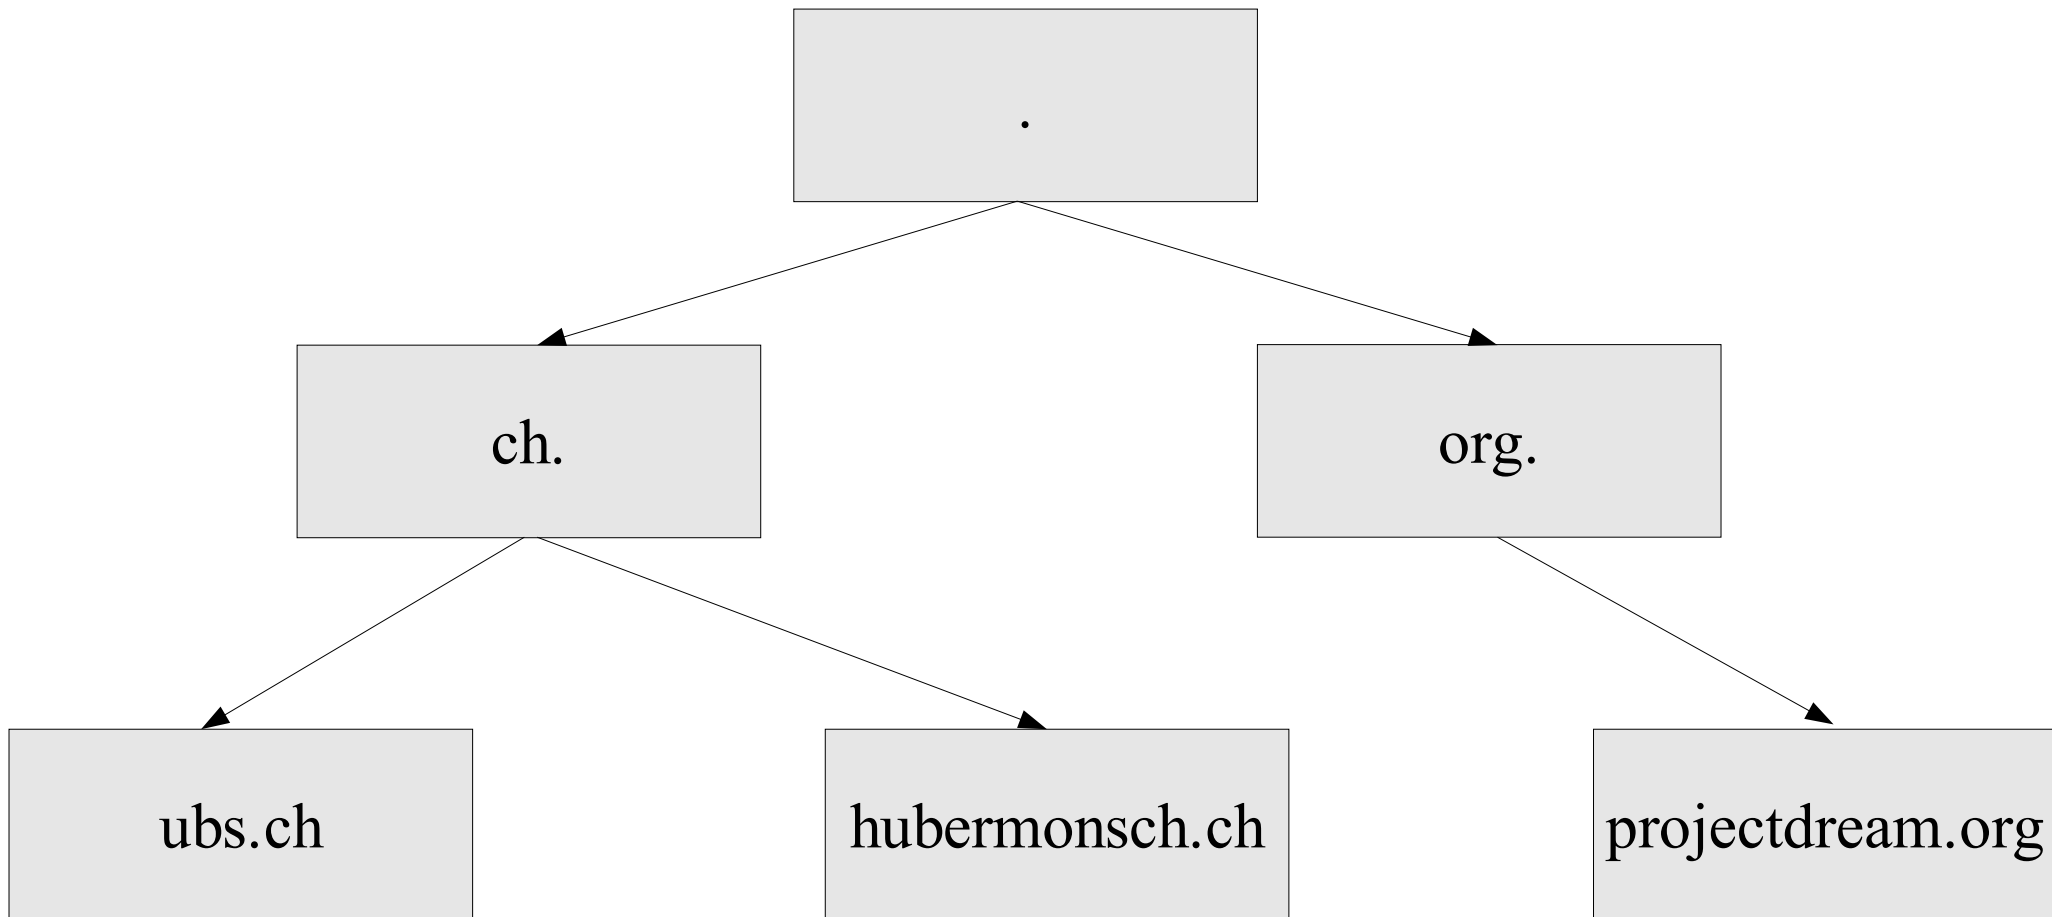 .
ch.
org.
ubs.ch
hubermonsch.ch
projectdream.org